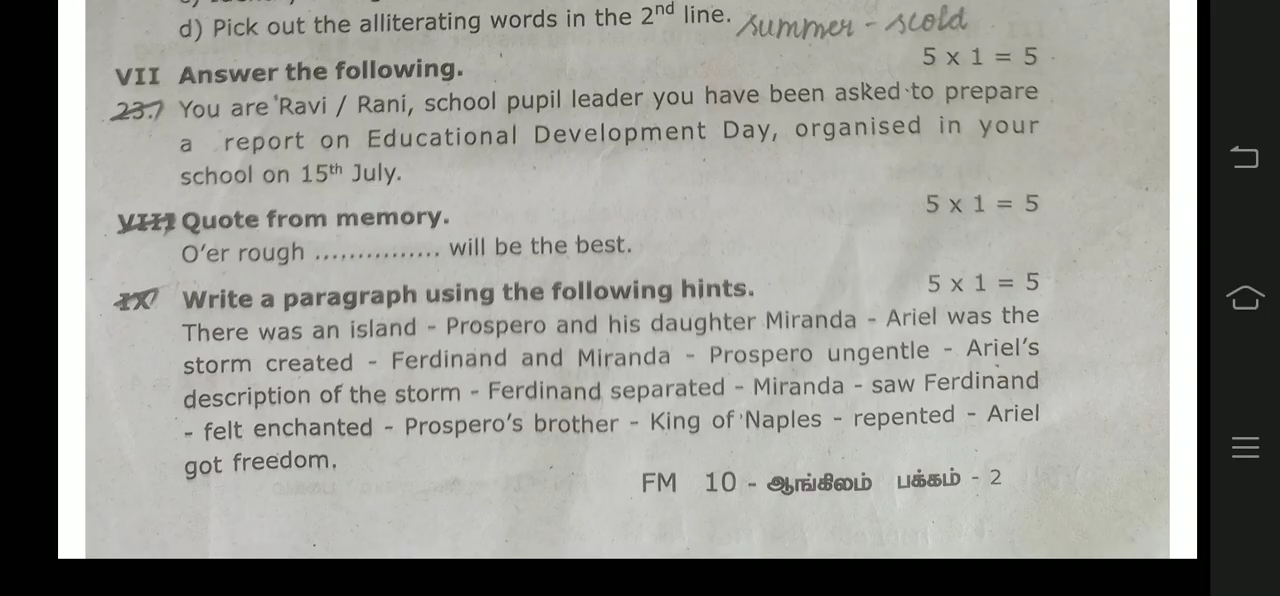 d) Pick out the alliterating words in the 2nd line. summer - scold
VII Answer the following. 5 x 1 = 5
23. You are Ravi / Rani, school pupil leader you have been asked to prepare
a report on Educational Development Day, organised in your
school on 15th July.
VIII Quote from memory. 5 x 1 = 5
O'er rough ............... will be the best.
IX Write a paragraph using the following hints. 5 x 1 = 5
There was an island - Prospero and his daughter Miranda - Ariel was the
storm created - Ferdinand and Miranda - Prospero ungentle - Ariel's
description of the storm - Ferdinand separated - Miranda - saw Ferdinand
- felt enchanted - Prospero's brother - King of Naples - repented - Ariel
got freedom.
FM 10 - ஆங்கிலம் பக்கம் - 2